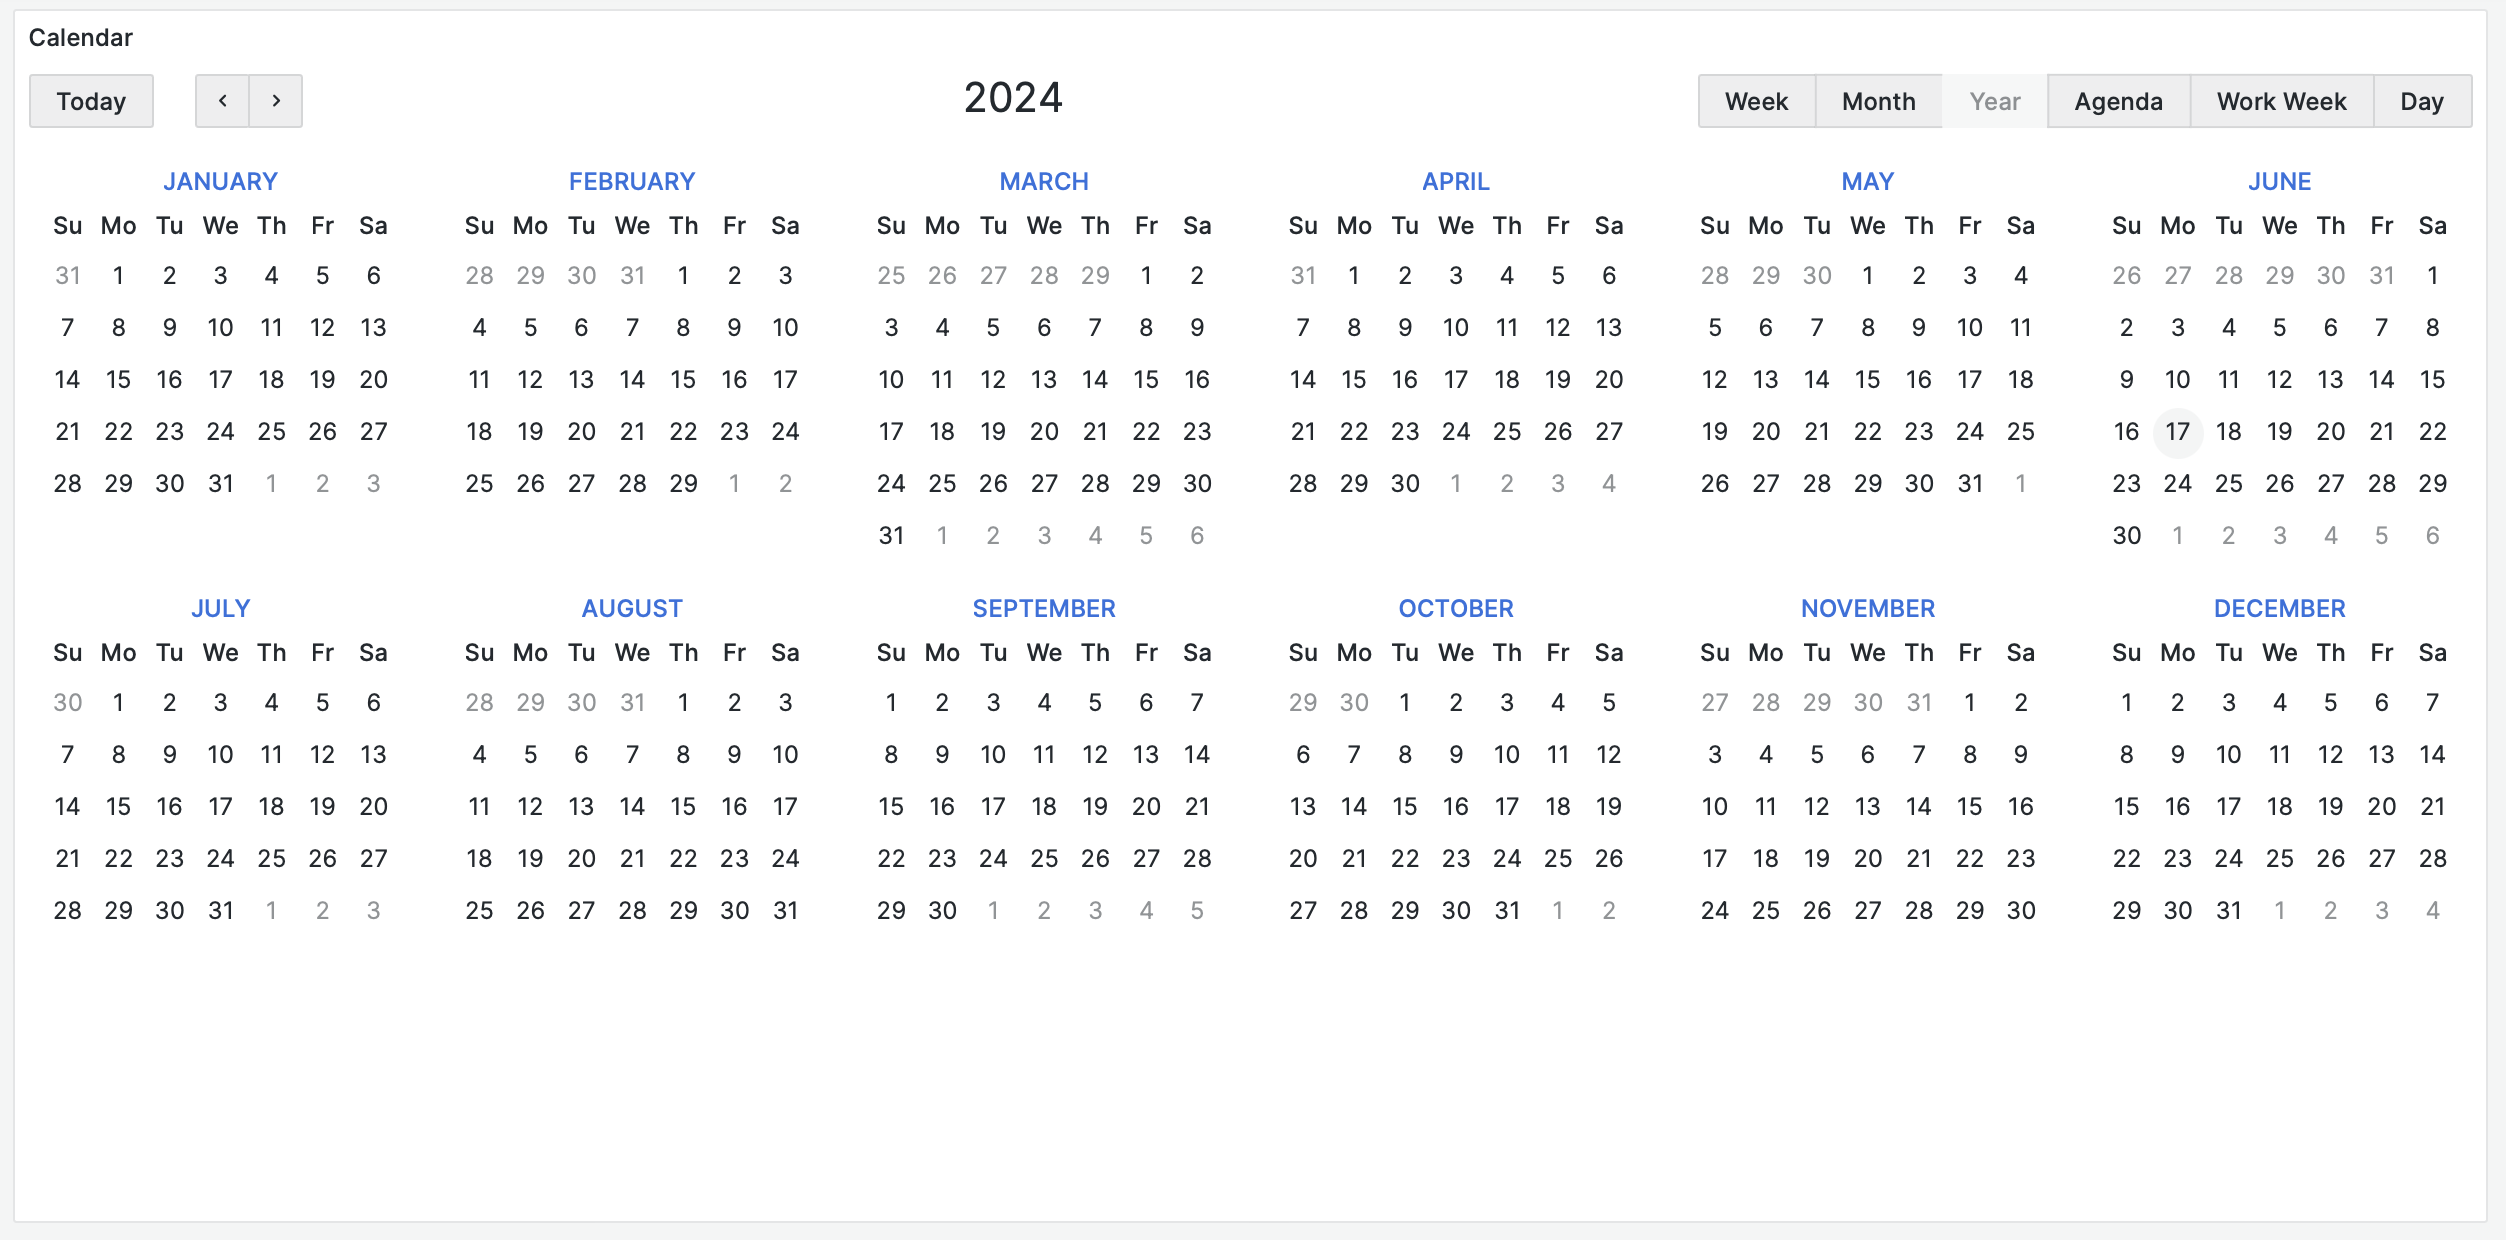 Calendar
Today ‹ › 2024 Week Month Year Agenda Work Week Day
JANUARY FEBRUARY MARCH APRIL MAY JUNE
Su Mo Tu We Th Fr Sa Su Mo Tu We Th Fr Sa Su Mo Tu We Th Fr Sa Su Mo Tu We Th Fr Sa Su Mo Tu We Th Fr Sa Su Mo Tu We Th Fr Sa
31 1 2 3 4 5 6 28 29 30 31 1 2 3 25 26 27 28 29 1 2 31 1 2 3 4 5 6 28 29 30 1 2 3 4 26 27 28 29 30 31 1
7 8 9 10 11 12 13 4 5 6 7 8 9 10 3 4 5 6 7 8 9 7 8 9 10 11 12 13 5 6 7 8 9 10 11 2 3 4 5 6 7 8
14 15 16 17 18 19 20 11 12 13 14 15 16 17 10 11 12 13 14 15 16 14 15 16 17 18 19 20 12 13 14 15 16 17 18 9 10 11 12 13 14 15
21 22 23 24 25 26 27 18 19 20 21 22 23 24 17 18 19 20 21 22 23 21 22 23 24 25 26 27 19 20 21 22 23 24 25 16 17 18 19 20 21 22
28 29 30 31 1 2 3 25 26 27 28 29 1 2 24 25 26 27 28 29 30 28 29 30 1 2 3 4 26 27 28 29 30 31 1 23 24 25 26 27 28 29
31 1 2 3 4 5 6 30 1 2 3 4 5 6
JULY AUGUST SEPTEMBER OCTOBER NOVEMBER DECEMBER
Su Mo Tu We Th Fr Sa Su Mo Tu We Th Fr Sa Su Mo Tu We Th Fr Sa Su Mo Tu We Th Fr Sa Su Mo Tu We Th Fr Sa Su Mo Tu We Th Fr Sa
30 1 2 3 4 5 6 28 29 30 31 1 2 3 1 2 3 4 5 6 7 29 30 1 2 3 4 5 27 28 29 30 31 1 2 1 2 3 4 5 6 7
7 8 9 10 11 12 13 4 5 6 7 8 9 10 8 9 10 11 12 13 14 6 7 8 9 10 11 12 3 4 5 6 7 8 9 8 9 10 11 12 13 14
14 15 16 17 18 19 20 11 12 13 14 15 16 17 15 16 17 18 19 20 21 13 14 15 16 17 18 19 10 11 12 13 14 15 16 15 16 17 18 19 20 21
21 22 23 24 25 26 27 18 19 20 21 22 23 24 22 23 24 25 26 27 28 20 21 22 23 24 25 26 17 18 19 20 21 22 23 22 23 24 25 26 27 28
28 29 30 31 1 2 3 25 26 27 28 29 30 31 29 30 1 2 3 4 5 27 28 29 30 31 1 2 24 25 26 27 28 29 30 29 30 31 1 2 3 4